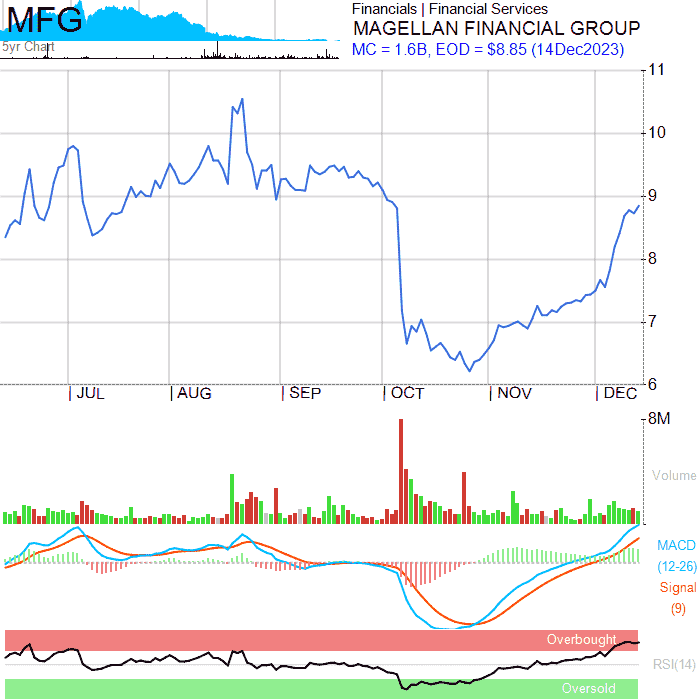 MFG
5yr Chart
Financials | Financial Services
MAGELLAN FINANCIAL GROUP
MC = 1.6B, EOD = $8.85 (14Dec2023)
11
10
9
8
7
6
JUL
AUG
SEP
OCT
NOV
DEC
8M
Volume
MACD
(12-26)
Signal
(9)
Overbought
RSI(14)
Oversold